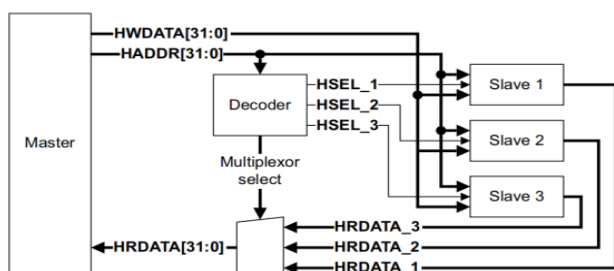 HWDATA[31:0]
HADDR[31:0]
HSEL_1
Slave 1
Decoder
HSEL_2
HSEL_3
Slave 2
Master
Multiplexor
select
Slave 3
HRDATA_3
HRDATA[31:0]
HRDATA_2
HRDATA_1